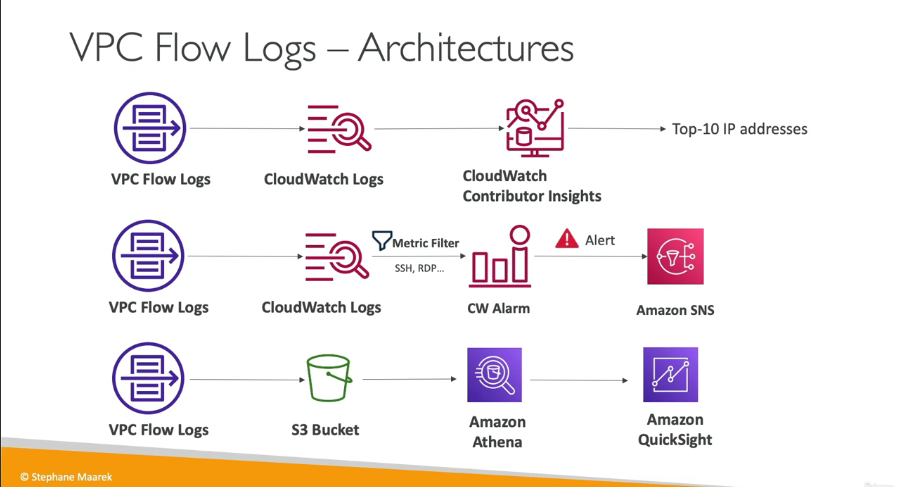 VPC Flow Logs – Architectures
VPC Flow Logs
CloudWatch Logs
CloudWatch
Contributor Insights
Top-10 IP addresses
VPC Flow Logs
CloudWatch Logs
Metric Filter
SSH, RDP...
CW Alarm
Alert
Amazon SNS
VPC Flow Logs
S3 Bucket
Amazon
Athena
Amazon
QuickSight
© Stephane Maarek